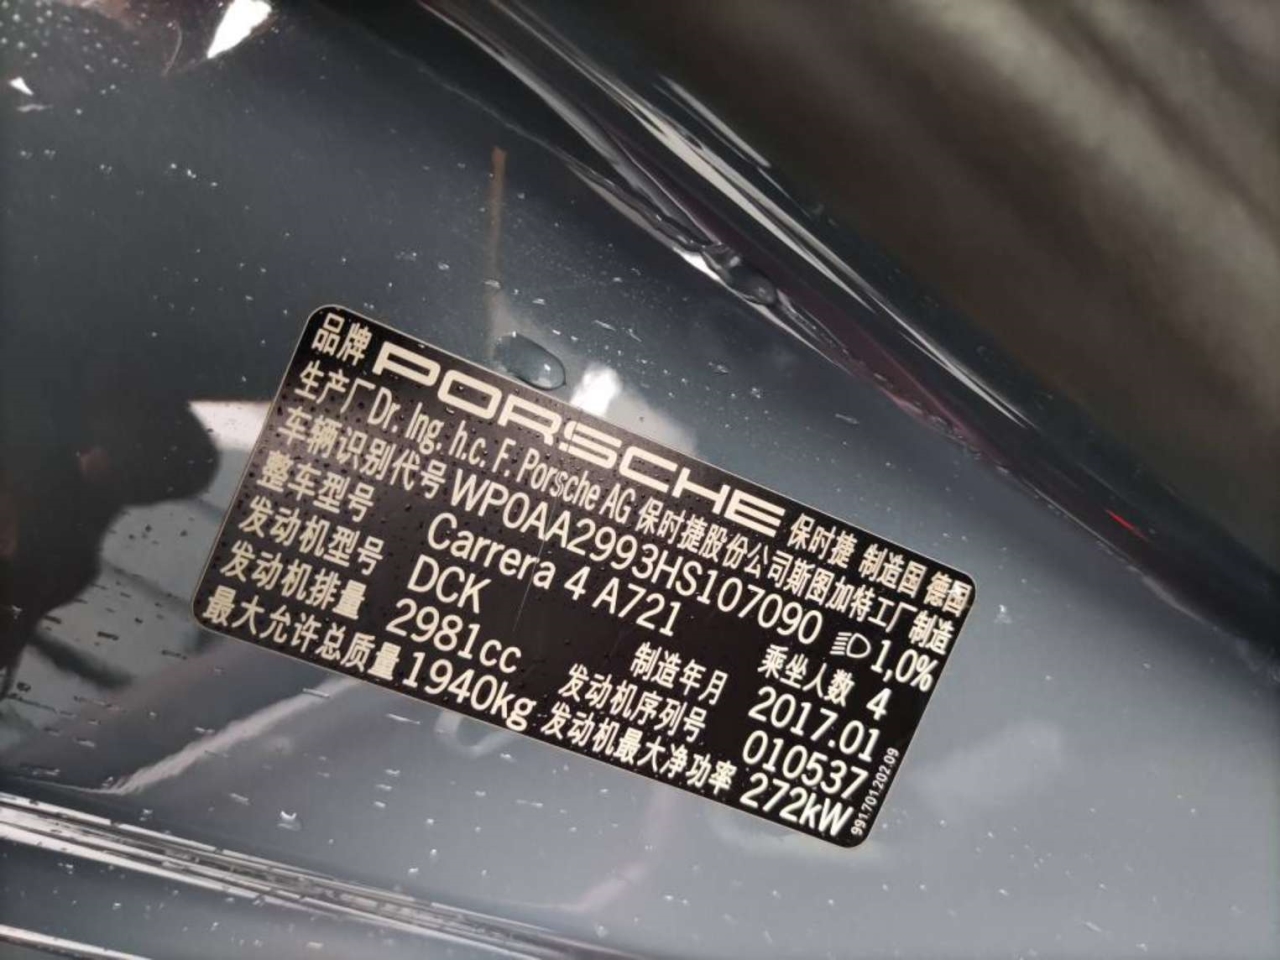 品牌 PORSCHE 保时捷 制造国 德国
生产厂 Dr. Ing. h.c. F. Porsche AG 保时捷股份公司斯图加特工厂制造
车辆识别代号 WP0AA2993HS107090 1,0%
整车型号 Carrera 4 A721 乘坐人数 4
发动机型号 DCK 制造年月 2017.01
发动机排量 2981cc 发动机序列号 010537
最大允许总质量 1940kg 发动机最大净功率 272kW
991.701.202.09